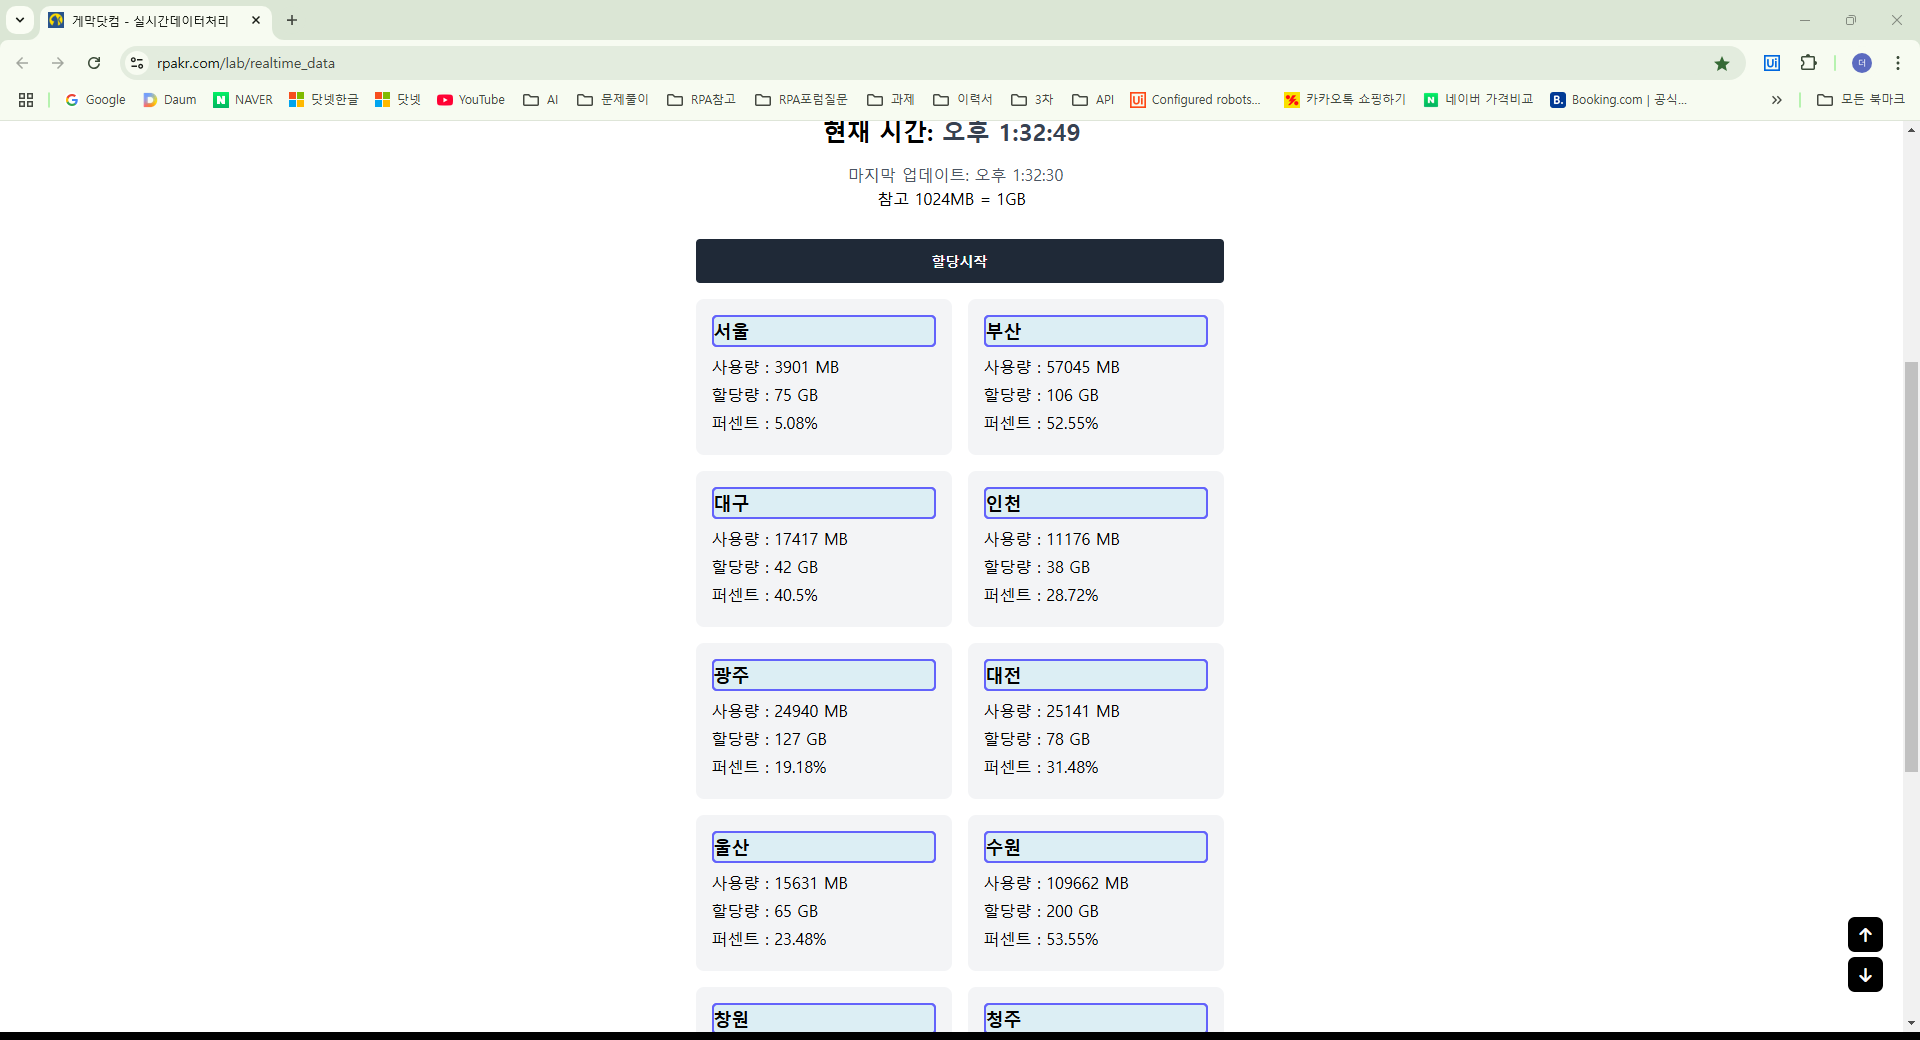 게막닷컴 - 실시간데이터처리
rpakr.com/lab/realtime_data
Ui
더
Google
Daum
NAVER
닷넷한글
닷넷
YouTube
AI
문제풀이
RPA참고
RPA포럼질문
과제
이력서
3차
API
Configured robots...
카카오톡 쇼핑하기
네이버 가격비교
Booking.com | 공식...
모든 북마크
현재 시간: 오후 1:32:49
마지막 업데이트: 오후 1:32:30
참고 1024MB = 1GB
할당시작
서울
사용량 : 3901 MB
할당량 : 75 GB
퍼센트 : 5.08%
부산
사용량 : 57045 MB
할당량 : 106 GB
퍼센트 : 52.55%
대구
사용량 : 17417 MB
할당량 : 42 GB
퍼센트 : 40.5%
인천
사용량 : 11176 MB
할당량 : 38 GB
퍼센트 : 28.72%
광주
사용량 : 24940 MB
할당량 : 127 GB
퍼센트 : 19.18%
대전
사용량 : 25141 MB
할당량 : 78 GB
퍼센트 : 31.48%
울산
사용량 : 15631 MB
할당량 : 65 GB
퍼센트 : 23.48%
수원
사용량 : 109662 MB
할당량 : 200 GB
퍼센트 : 53.55%
창원
청주